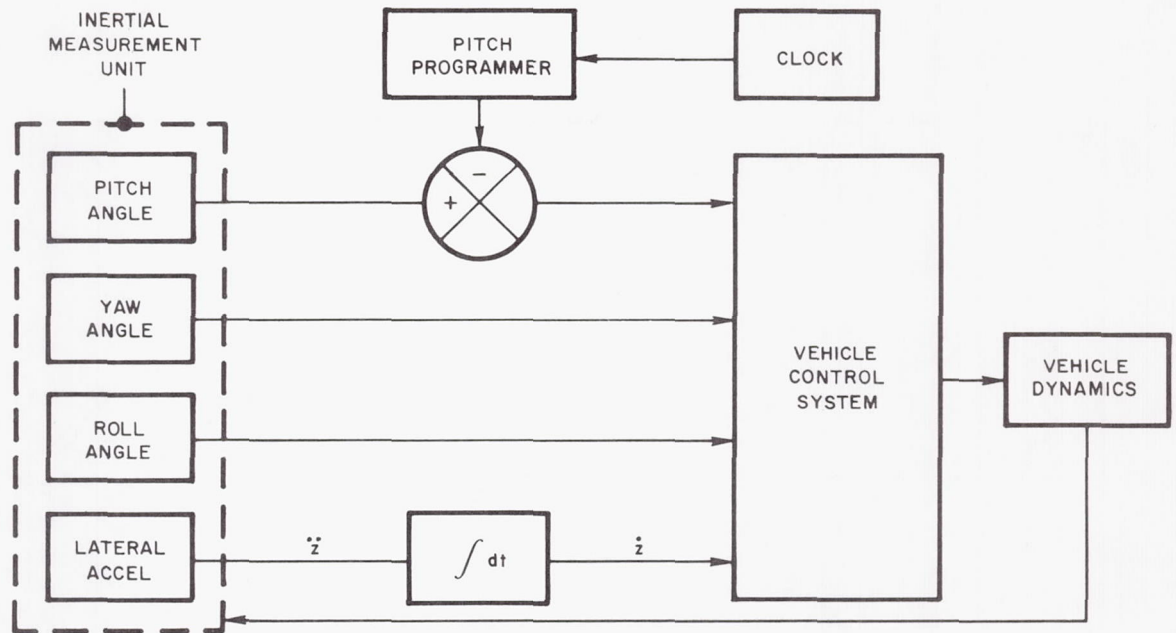 INERTIAL
MEASUREMENT
UNIT
PITCH
PROGRAMMER
CLOCK
PITCH
ANGLE
−
+
YAW
ANGLE
VEHICLE
CONTROL
SYSTEM
VEHICLE
DYNAMICS
ROLL
ANGLE
LATERAL
ACCEL
z̈
∫ dt
ż